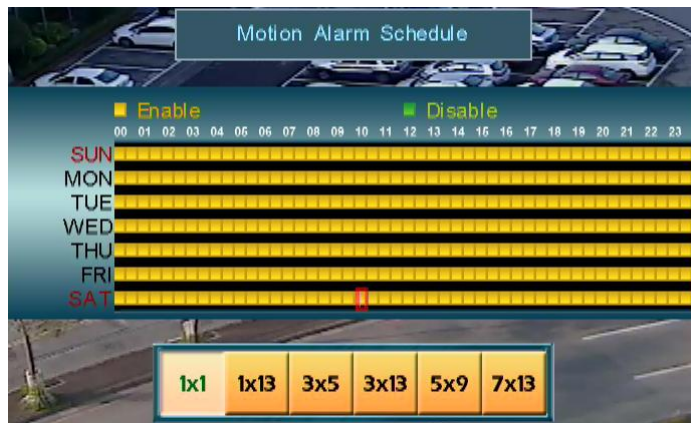 Motion Alarm Schedule
Enable Disable
00 01 02 03 04 05 06 07 08 09 10 11 12 13 14 15 16 17 18 19 20 21 22 23
SUN
MON
TUE
WED
THU
FRI
SAT
1x1 1x13 3x5 3x13 5x9 7x13